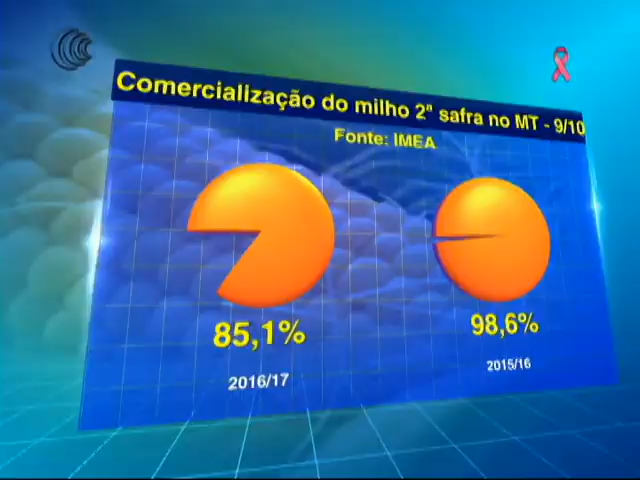 Comercialização do milho 2ª safra no MT - 9/10
Fonte: IMEA
85,1%
98,6%
2016/17
2015/16